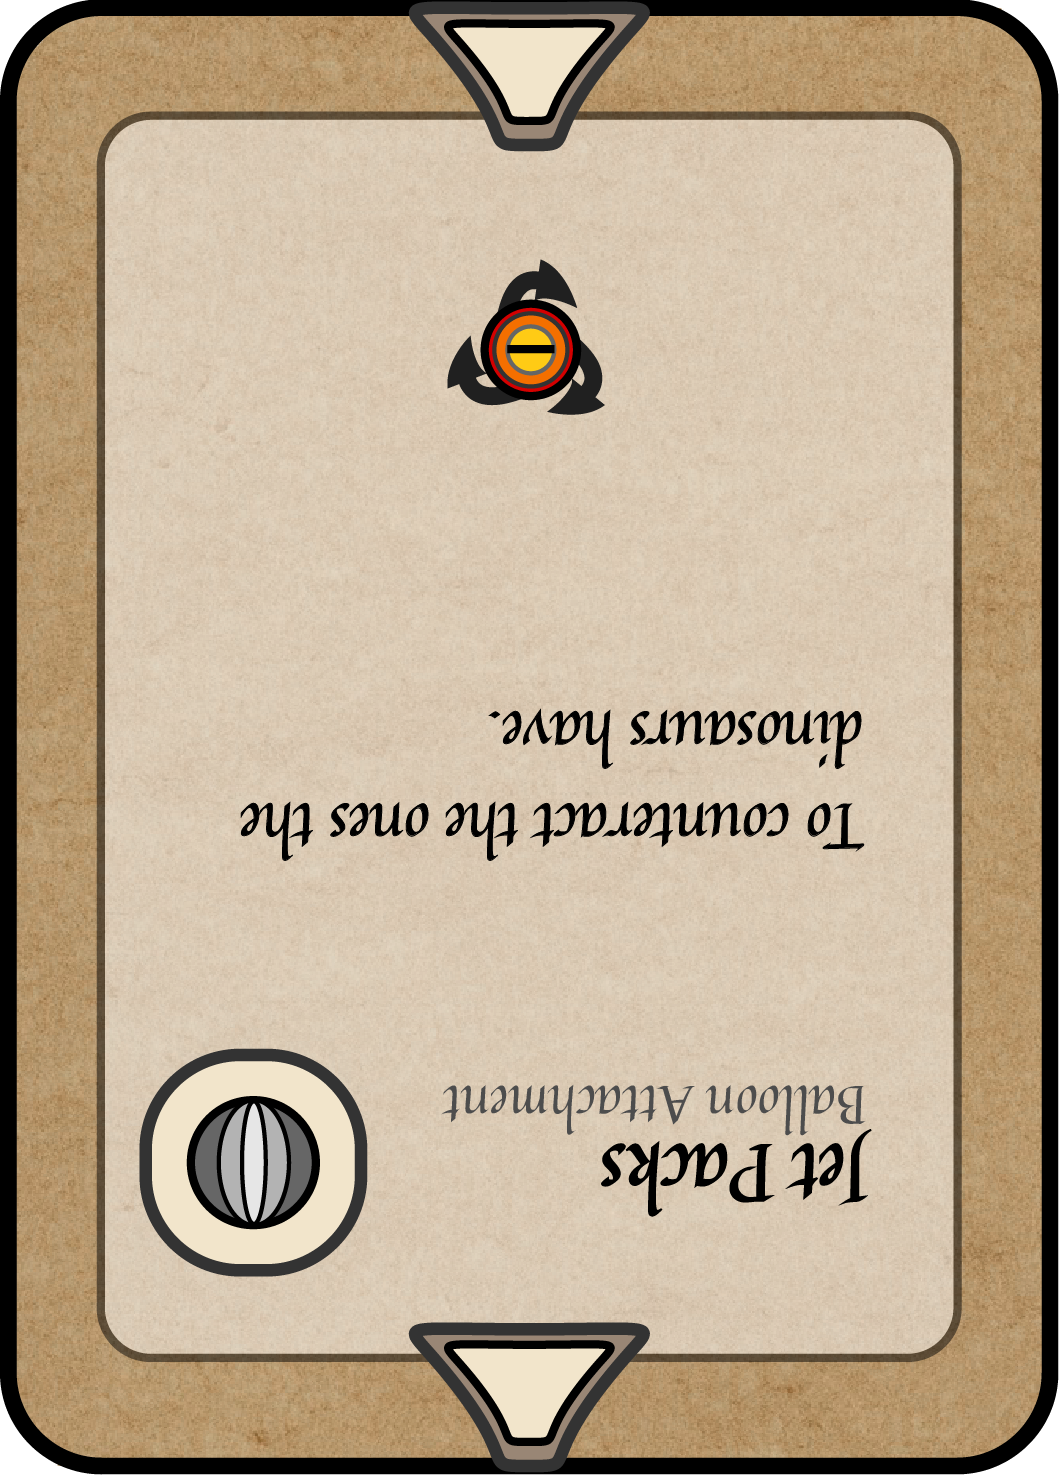 Jet Packs
Balloon Attachment
To counteract the ones the
dinosaurs have.